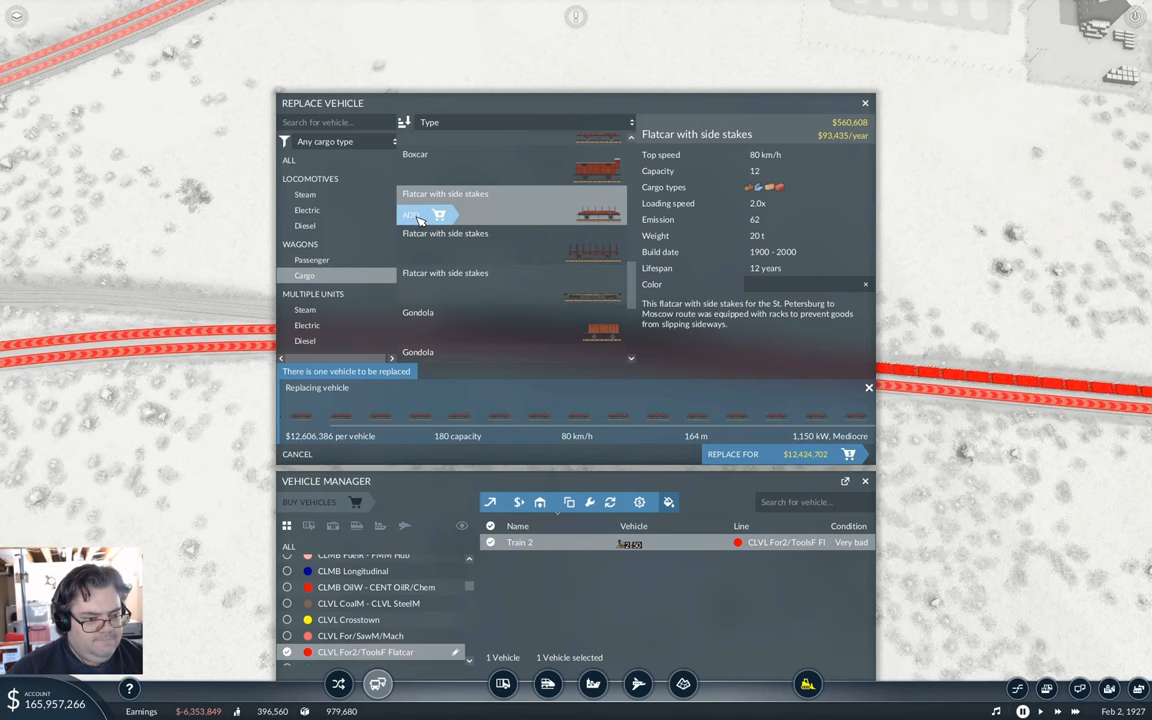 REPLACE VEHICLE
Search for vehicle...
Type
$560,608
Any cargo type
Flatcar with side stakes
$93,435/year
ALL
Boxcar
Top speed 80 km/h
LOCOMOTIVES
Capacity 12
Steam
Flatcar with side stakes
Cargo types
Electric
ADD
Loading speed 2.0x
Diesel
Flatcar with side stakes
Emission 62
WAGONS
Weight 20 t
Passenger
Build date 1900 - 2000
Cargo
Flatcar with side stakes
Lifespan 12 years
MULTIPLE UNITS
Color
Steam
Gondola
This flatcar with side stakes for the St. Petersburg to
Moscow route was equipped with racks to prevent goods
from slipping sideways.
Electric
Diesel
Gondola
There is one vehicle to be replaced
Replacing vehicle
$12,606,386 per vehicle 180 capacity 80 km/h 164 m 1,150 kW, Mediocre
CANCEL
REPLACE FOR $12,424,702
VEHICLE MANAGER
BUY VEHICLES
Search for vehicle...
Name Vehicle Line Condition
ALL
Train 2 CLVL For2/ToolsF Fl Very bad
CLMB FuelR - FMM Hub
CLMB Longitudinal
CLMB OilW - CENT OilR/Chem
CLVL CoalM - CLVL SteelM
CLVL Crosstown
CLVL For/SawM/Mach
CLVL For2/ToolsF Flatcar
1 Vehicle 1 Vehicle selected
ACCOUNT
$ 165,957,266
?
Earnings $-6,353,849 396,560 979,680
Feb 2, 1927